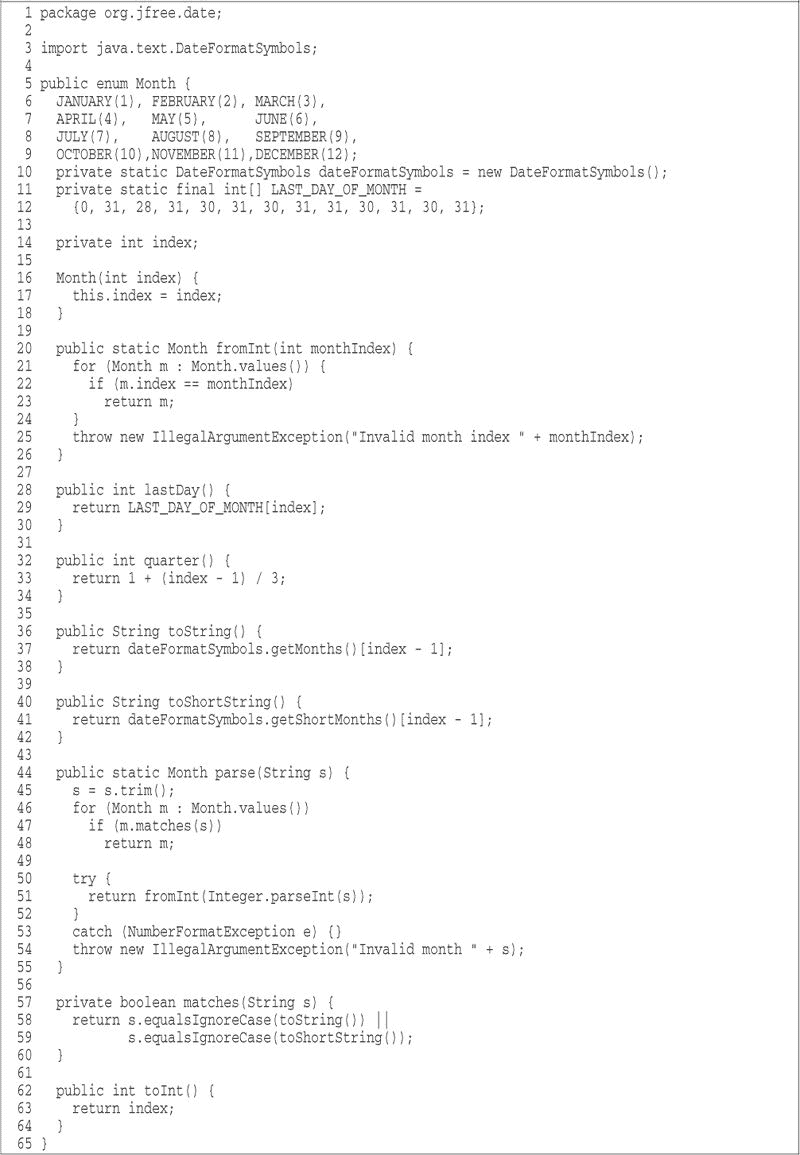 1 package org.jfree.date;
2
3 import java.text.DateFormatSymbols;
4
5 public enum Month {
6   JANUARY(1), FEBRUARY(2), MARCH(3),
7   APRIL(4),   MAY(5),      JUNE(6),
8   JULY(7),    AUGUST(8),   SEPTEMBER(9),
9   OCTOBER(10),NOVEMBER(11),DECEMBER(12);
10   private static DateFormatSymbols dateFormatSymbols = new DateFormatSymbols();
11   private static final int[] LAST_DAY_OF_MONTH =
12     {0, 31, 28, 31, 30, 31, 30, 31, 31, 30, 31, 30, 31};
13
14   private int index;
15
16   Month(int index) {
17     this.index = index;
18   }
19
20   public static Month fromInt(int monthIndex) {
21     for (Month m : Month.values()) {
22       if (m.index == monthIndex)
23         return m;
24     }
25     throw new IllegalArgumentException("Invalid month index " + monthIndex);
26   }
27
28   public int lastDay() {
29     return LAST_DAY_OF_MONTH[index];
30   }
31
32   public int quarter() {
33     return 1 + (index - 1) / 3;
34   }
35
36   public String toString() {
37     return dateFormatSymbols.getMonths()[index - 1];
38   }
39
40   public String toShortString() {
41     return dateFormatSymbols.getShortMonths()[index - 1];
42   }
43
44   public static Month parse(String s) {
45     s = s.trim();
46     for (Month m : Month.values())
47       if (m.matches(s))
48         return m;
49
50     try {
51       return fromInt(Integer.parseInt(s));
52     }
53     catch (NumberFormatException e) {}
54     throw new IllegalArgumentException("Invalid month " + s);
55   }
56
57   private boolean matches(String s) {
58     return s.equalsIgnoreCase(toString()) ||
59            s.equalsIgnoreCase(toShortString());
60   }
61
62   public int toInt() {
63     return index;
64   }
65 }